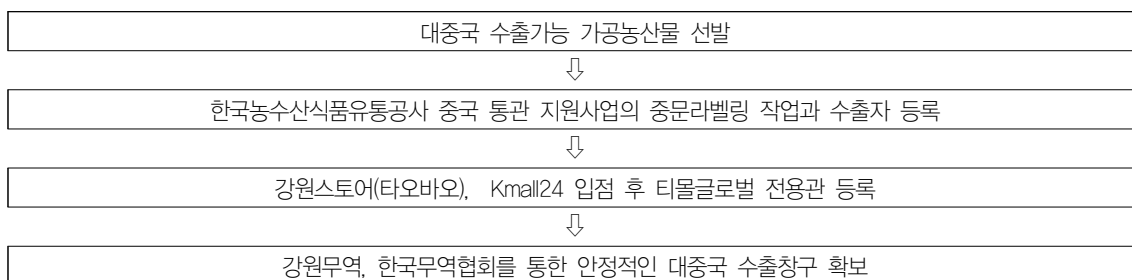 대중국 수출가능 가공농산물 선발
⇩
한국농수산식품유통공사 중국 통관 지원사업의 중문라벨링 작업과 수출자 등록
⇩
강원스토어(타오바오), Kmall24 입점 후 티몰글로벌 전용관 등록
⇩
강원무역, 한국무역협회를 통한 안정적인 대중국 수출창구 확보